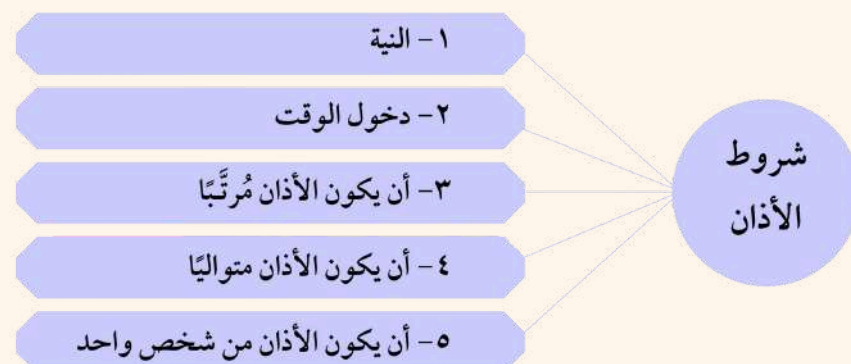 شروط
الأذان
١- النية
٢- دخول الوقت
٣- أن يكون الأذان مُرتَّبًا
٤- أن يكون الأذان متواليًا
٥- أن يكون الأذان من شخص واحد